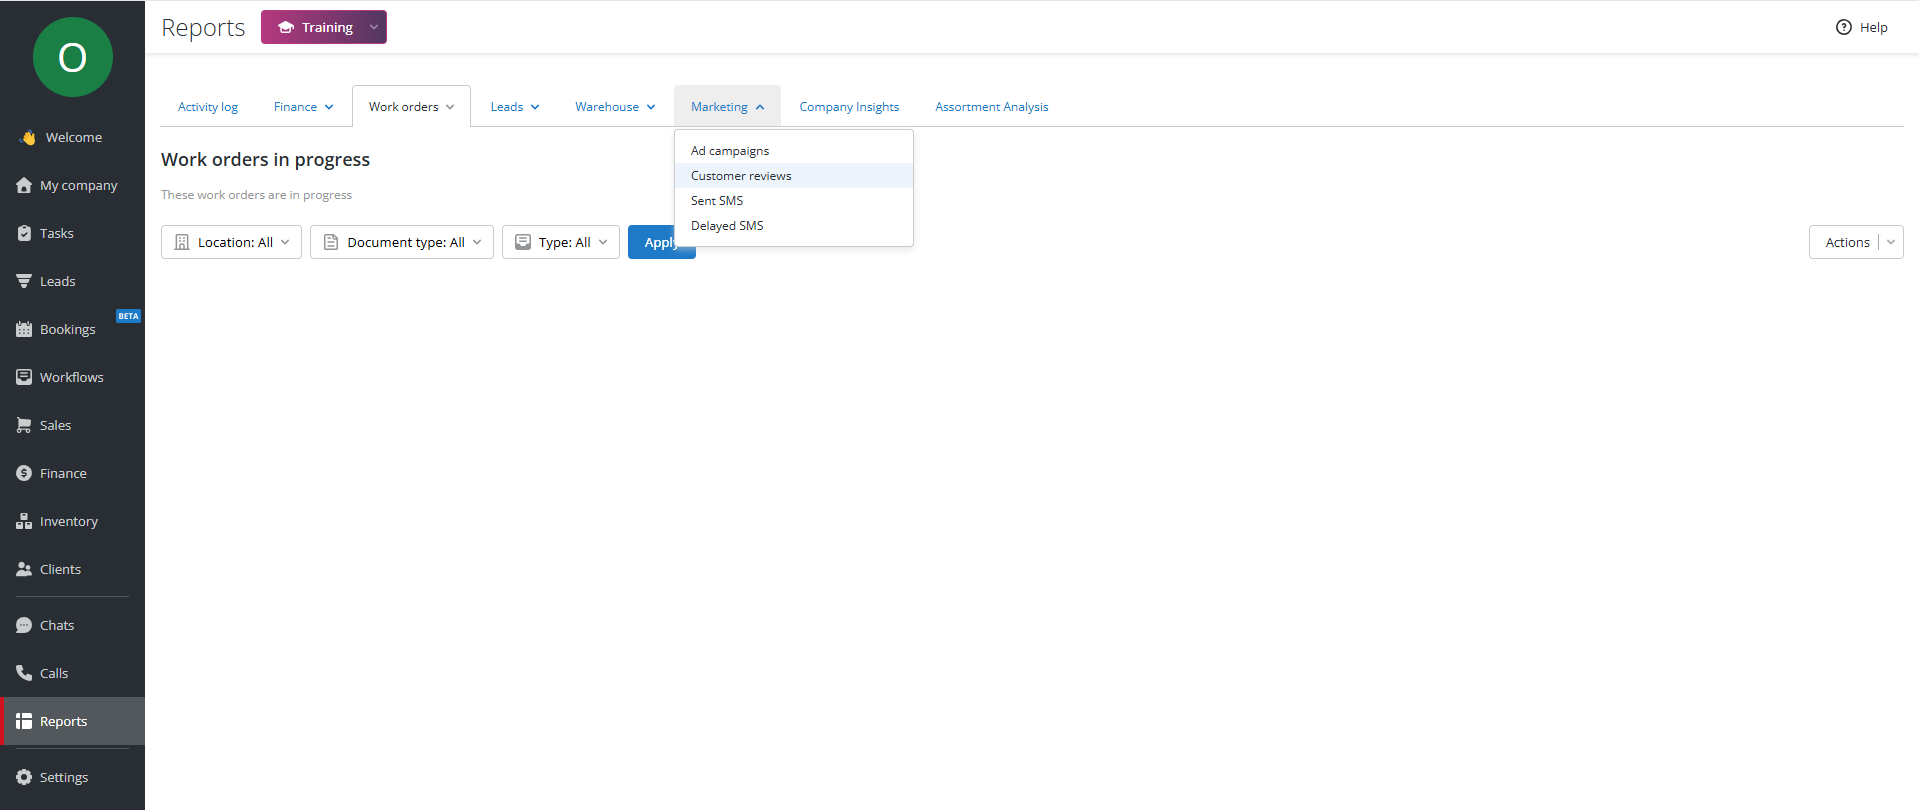 O
Reports
Training
Help
Welcome
My company
Tasks
Leads
Bookings
BETA
Workflows
Sales
Finance
Inventory
Clients
Chats
Calls
Reports
Settings
Activity log
Finance
Work orders
Leads
Warehouse
Marketing
Company Insights
Assortment Analysis
Ad campaigns
Customer reviews
Sent SMS
Delayed SMS
Work orders in progress
These work orders are in progress
Location: All
Document type: All
Type: All
Apply
Actions